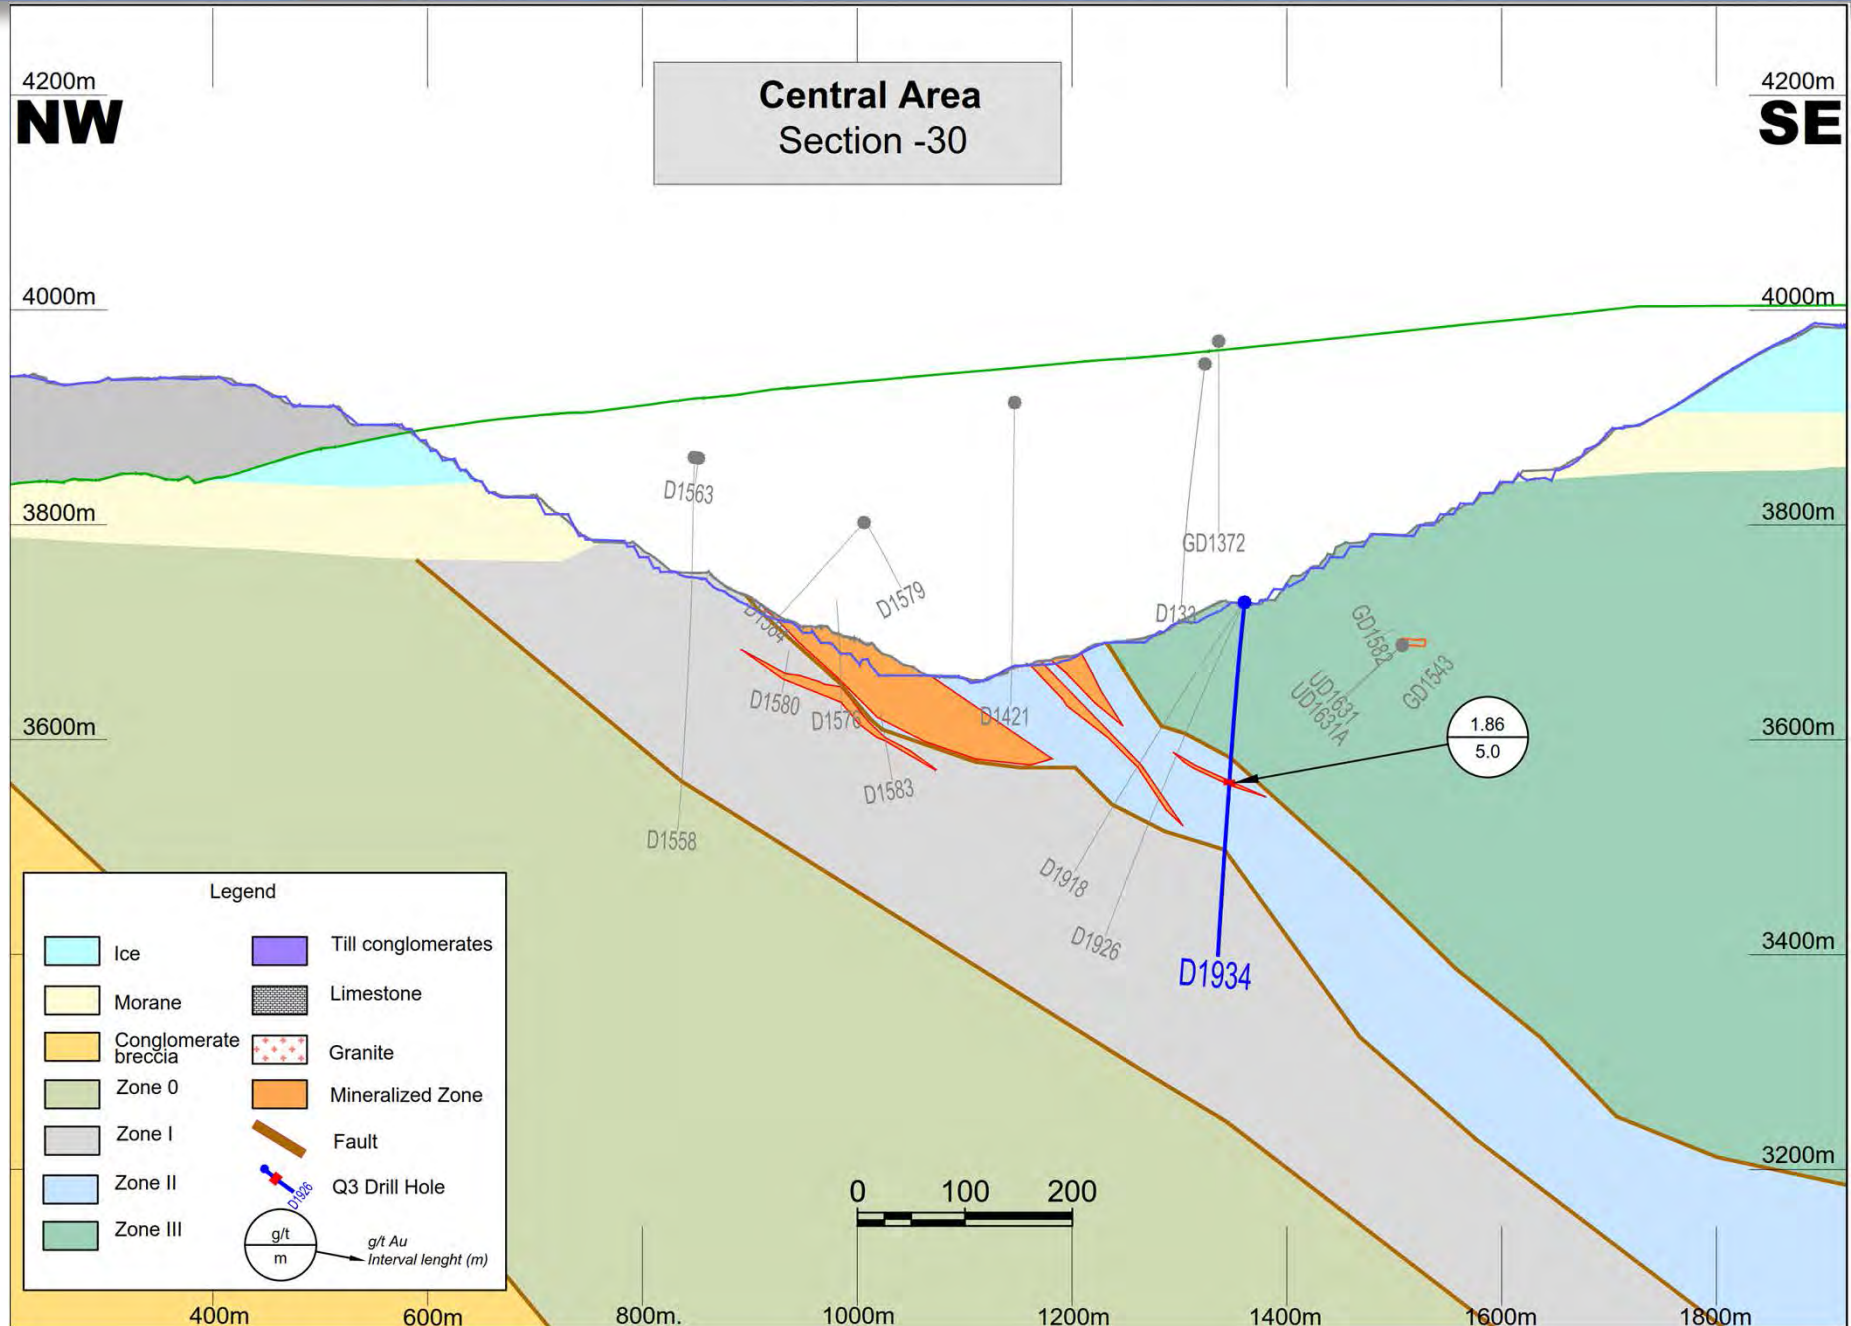 4200m
4200m
NW
Central Area
Section -30
SE
4000m
4000m
D1563
D1579
GD1372
3800m
3800m
D1584
D133
GD1582
GD1543
UD1631
UD1631A
D1580
D1576
D1421
3600m
3600m
1.86
5.0
D1583
D1558
D1918
D1926
D1934
3400m
3200m
Legend
Ice
Till conglomerates
Morane
Limestone
Conglomerate
breccia
Granite
Zone 0
Mineralized Zone
Zone I
Fault
Zone II
D1926
Q3 Drill Hole
Zone III
g/t
m
g/t Au
Interval lenght (m)
0 100 200
400m
600m
800m.
1000m
1200m
1400m
1600m
1800m